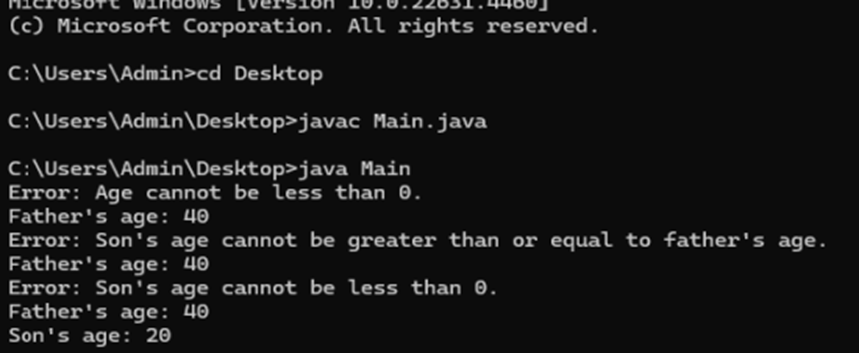 Microsoft Windows [Version 10.0.22631.4460]
(c) Microsoft Corporation. All rights reserved.
C:\Users\Admin>cd Desktop
C:\Users\Admin\Desktop>javac Main.java
C:\Users\Admin\Desktop>java Main
Error: Age cannot be less than 0.
Father's age: 40
Error: Son's age cannot be greater than or equal to father's age.
Father's age: 40
Error: Son's age cannot be less than 0.
Father's age: 40
Son's age: 20